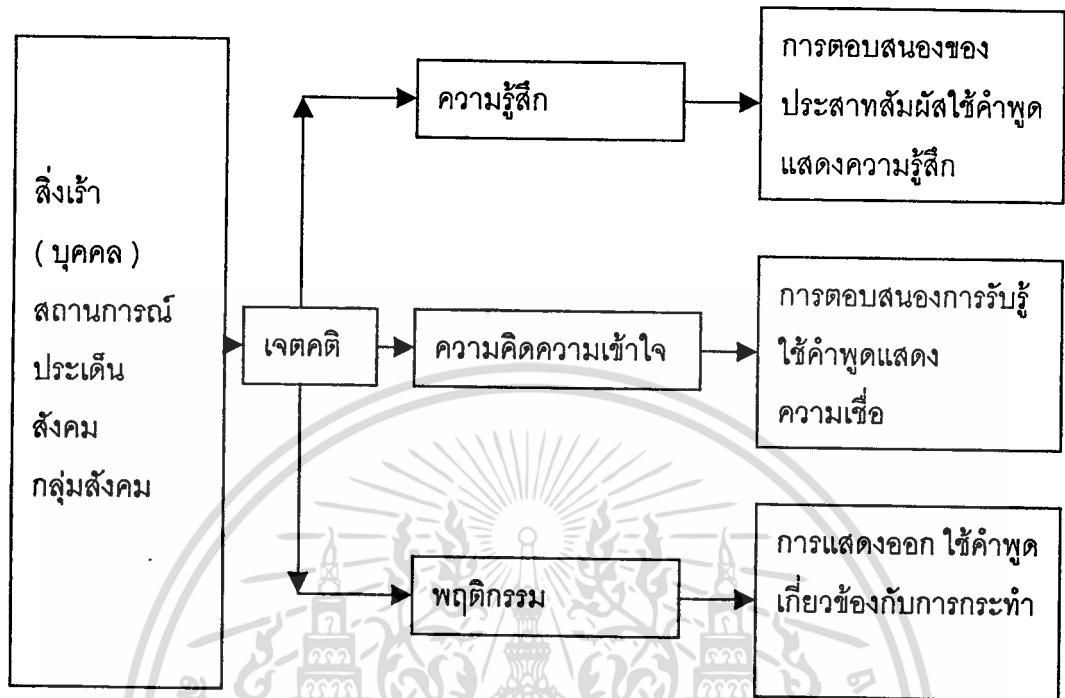 สิ่งเร้า
( บุคคล )
สถานการณ์
ประเด็น
สังคม
กลุ่มสังคม
เจตคติ
ความรู้สึก
การตอบสนองของ
ประสาทสัมผัสใช้คำพูด
แสดงความรู้สึก
ความคิดความเข้าใจ
การตอบสนองการรับรู้
ใช้คำพูดแสดง
ความเชื่อ
พฤติกรรม
การแสดงออก ใช้คำพูด
เกี่ยวข้องกับการกระทำ